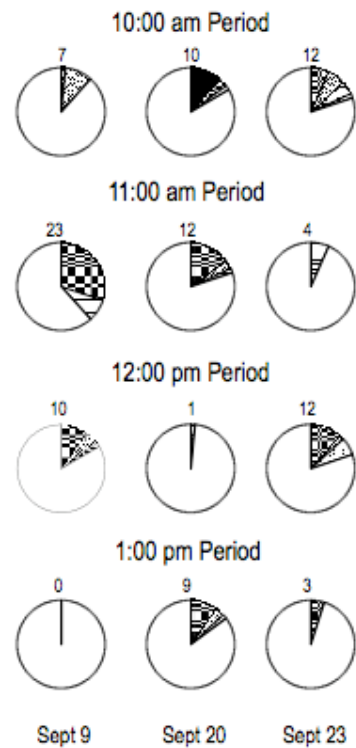 10:00 am Period
7 10 12
11:00 am Period
23 12 4
12:00 pm Period
10 1 12
1:00 pm Period
0 9 3
Sept 9 Sept 20 Sept 23